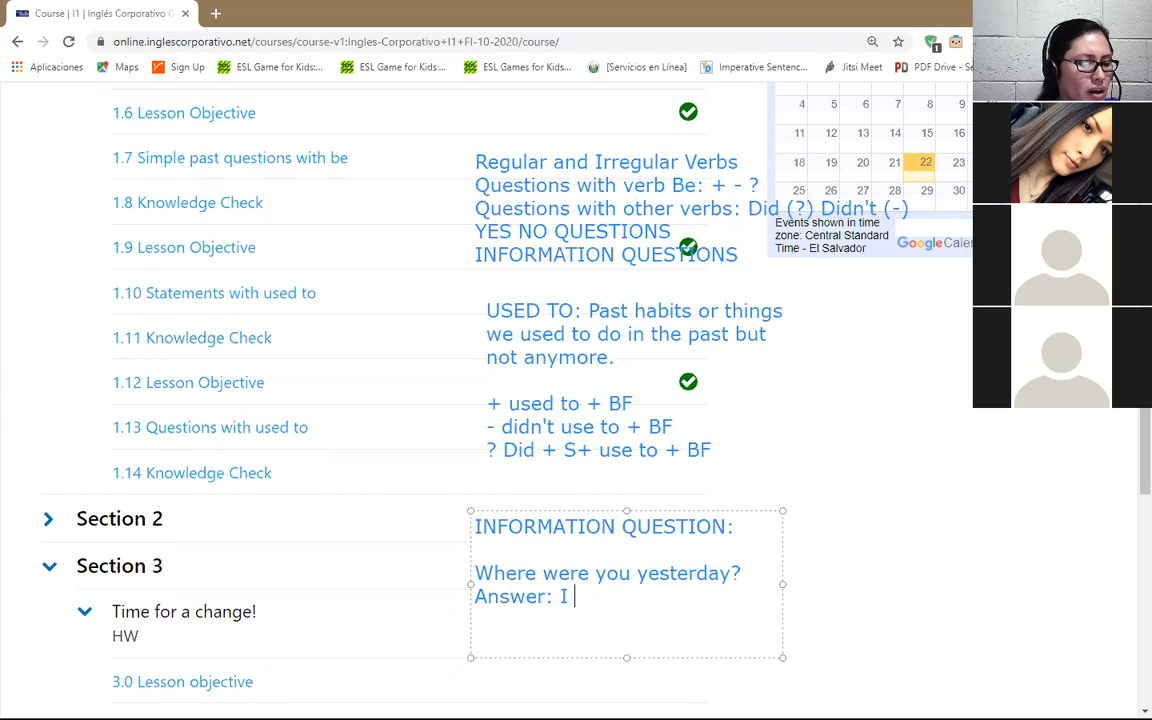 Course | I1 | Inglés Corporativo C
online.inglescorporativo.net/courses/course-v1:Ingles-Corporativo+I1+FI-10-2020/course/
1
Aplicaciones
Maps
Sign Up
ESL Game for Kids:...
ESL Game for Kids:...
ESL Games for Kids:...
[Servicios en Línea]
Imperative Sentenc...
Jitsi Meet
PD PDF Drive - Se
4 5 6 7 8 9
11 12 13 14 15 16
18 19 20 21 22 23
25 26 27 28 29 30
Events shown in time
zone: Central Standard
Time - El Salvador
Google Caler
1.6 Lesson Objective
1.7 Simple past questions with be
1.8 Knowledge Check
1.9 Lesson Objective
1.10 Statements with used to
1.11 Knowledge Check
1.12 Lesson Objective
1.13 Questions with used to
1.14 Knowledge Check
Section 2
Section 3
Time for a change!
HW
3.0 Lesson objective
Regular and Irregular Verbs
Questions with verb Be: + - ?
Questions with other verbs: Did (?) Didn't (-)
YES NO QUESTIONS
INFORMATION QUESTIONS
USED TO: Past habits or things
we used to do in the past but
not anymore.
+ used to + BF
- didn't use to + BF
? Did + S+ use to + BF
INFORMATION QUESTION:
Where were you yesterday?
Answer: I